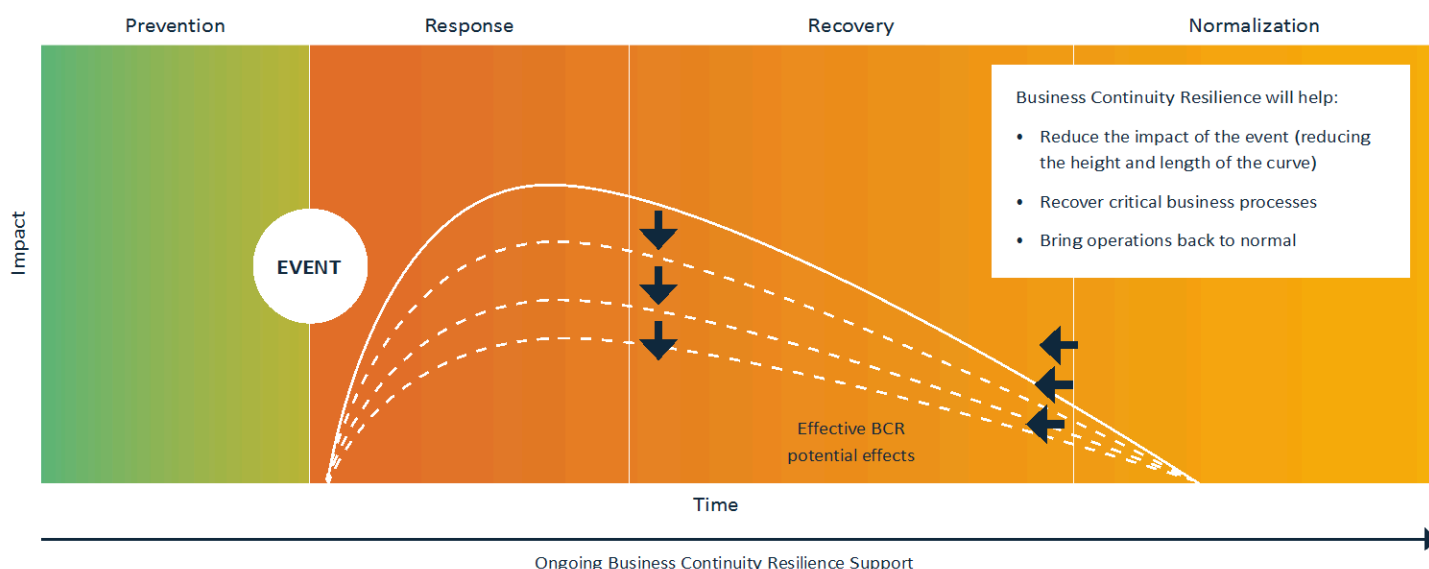 Prevention
Response
Recovery
Normalization
Business Continuity Resilience will help:
• Reduce the impact of the event (reducing
the height and length of the curve)
• Recover critical business processes
• Bring operations back to normal
Impact
EVENT
Effective BCR
potential effects
Time
Ongoing Business Continuity Resilience Support